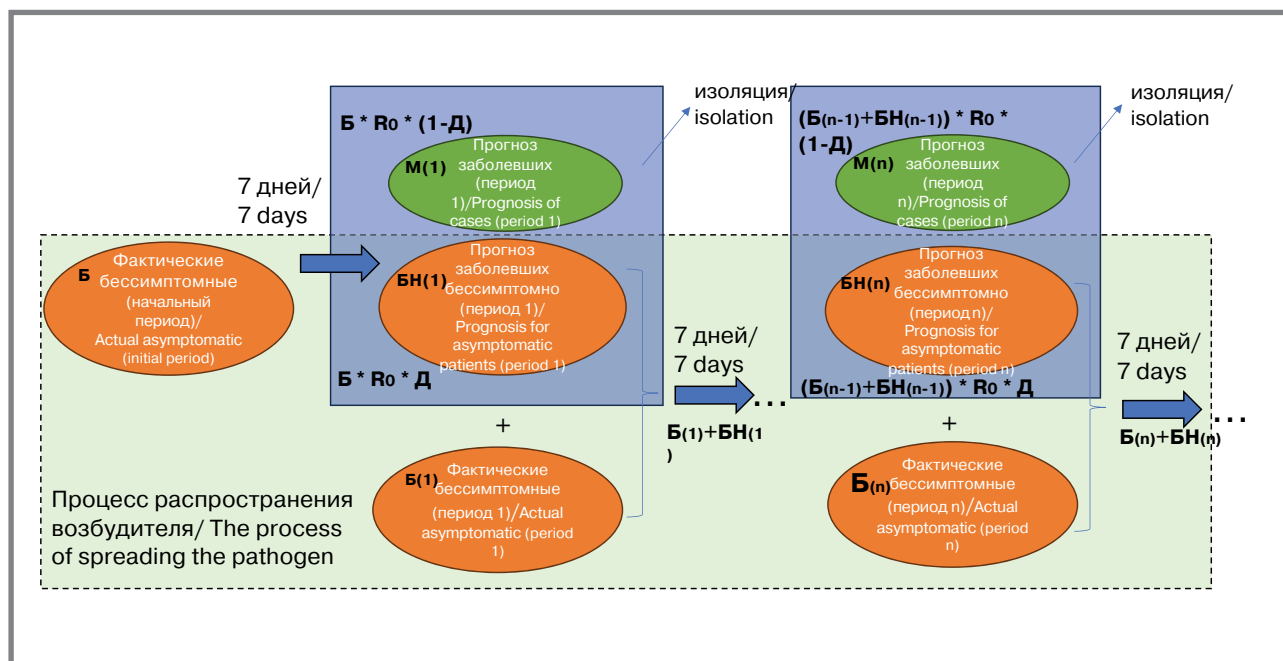 изоляция/
isolation
Б * R0 * (1-Д)
М(1)
Прогноз
заболевших
(период
1)/Prognosis of
cases (period 1)
7 дней/
7 days
Б
Фактические
бессимптомные
(начальный
период)/
Actual asymptomatic
(initial period)
БН(1)
Прогноз
заболевших
бессимптомно
(период 1)/
Prognosis for
asymptomatic
patients (period 1)
Б * R0 * Д
+
Б(1)
Фактические
бессимптомные
(период 1)/Actual
asymptomatic (period
1)
7 дней/
7 days
...
Б(1)+БН(1
)
изоляция/
isolation
(Б(n-1)+БН(n-1)) * R0 *
(1-Д)
М(n)
Прогноз
заболевших
(период
n)/Prognosis of
cases (period n)
БН(n)
Прогноз
заболевших
бессимптомно
(период n)/
Prognosis for
asymptomatic
patients (period n)
(Б(n-1)+БН(n-1)) * R0 * Д
+
Б(n)
Фактические
бессимптомные
(период n)/Actual
asymptomatic (period
n)
7 дней/
7 days
...
Б(n)+БН(n)
Процесс распространения
возбудителя/ The process
of spreading the pathogen